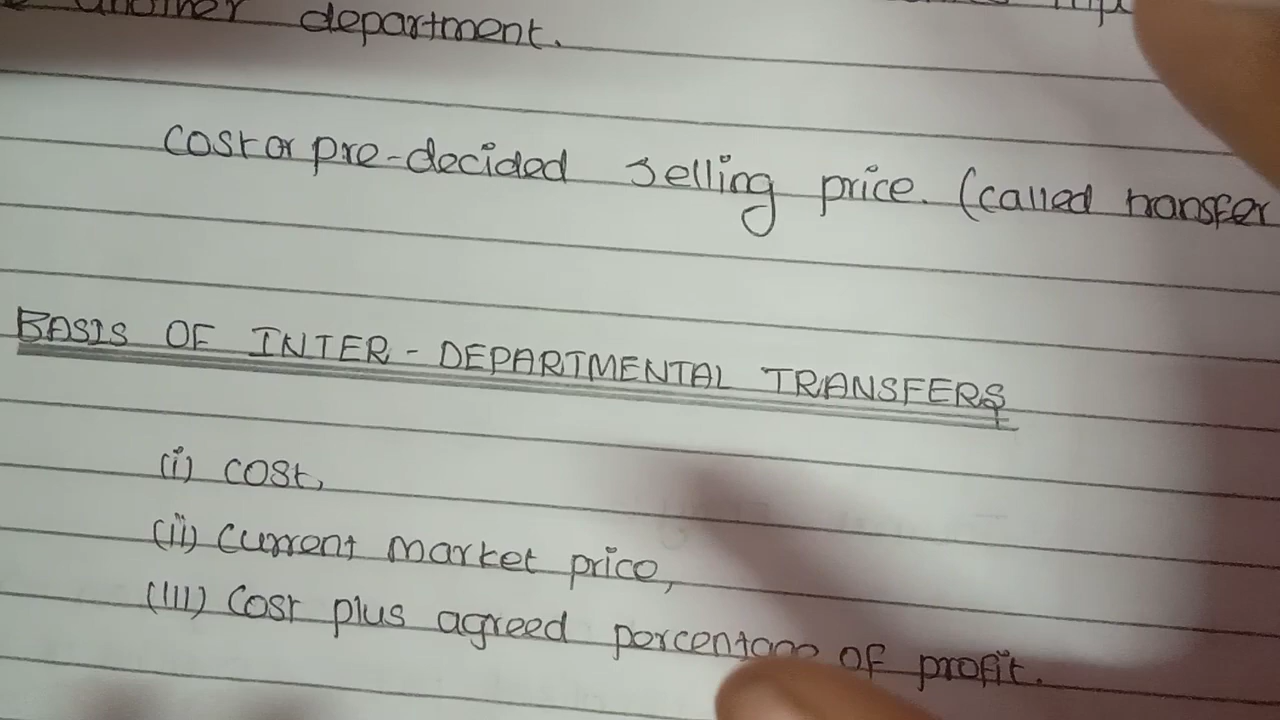 another department.
Cost or pre-decided selling price. (called transfer
BASIS OF INTER-DEPARTMENTAL TRANSFERS
(i) cost,
(ii) Current market price,
(iii) Cost plus agreed percentage of profit.